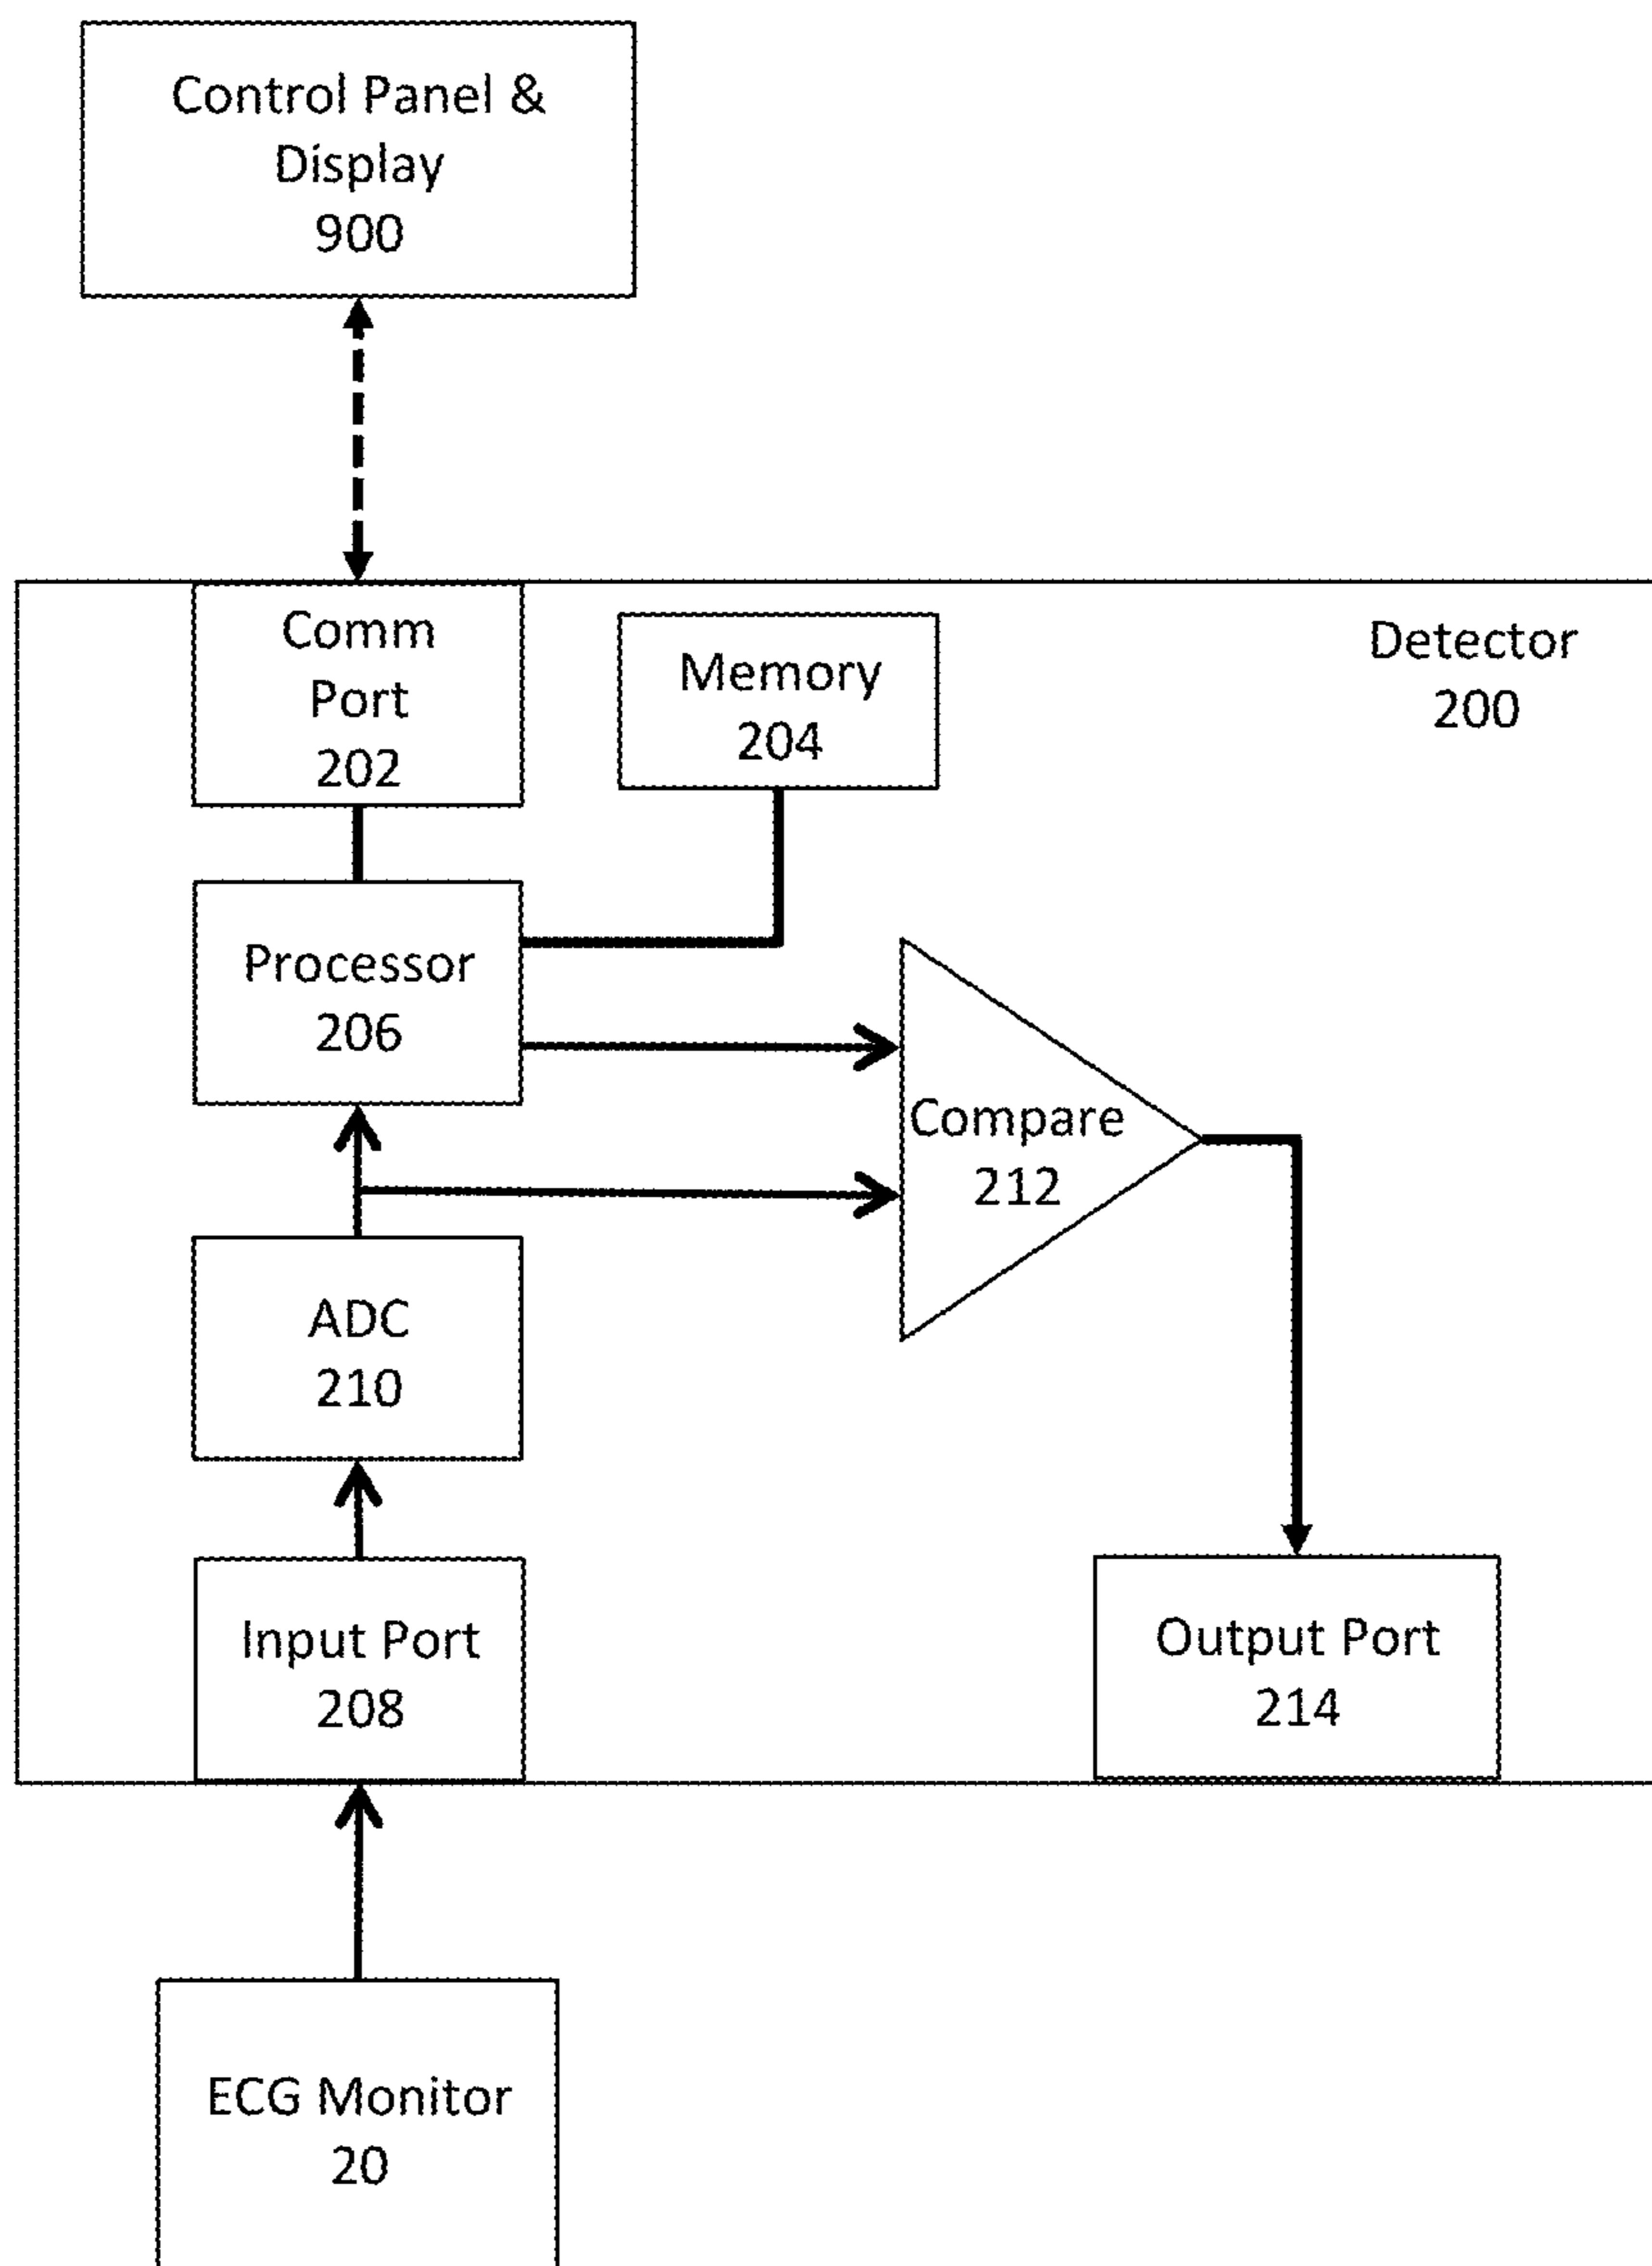 Control Panel &
Display
900
Comm
Port
202
Memory
204
Detector
200
Processor
206
Compare
212
ADC
210
Input Port
208
Output Port
214
ECG Monitor
20